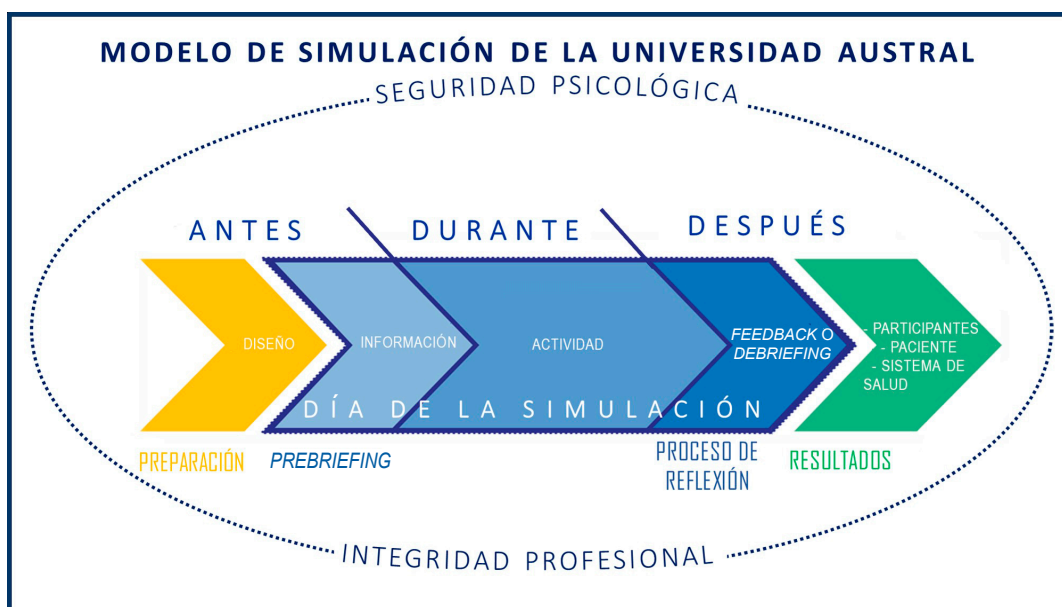 MODELO DE SIMULACIÓN DE LA UNIVERSIDAD AUSTRAL
SEGURIDAD PSICOLÓGICA
ANTES
DURANTE
DESPUÉS
DISEÑO
INFORMACIÓN
ACTIVIDAD
FEEDBACK O
DEBRIEFING
- PARTICIPANTES
- PACIENTE
- SISTEMA DE
SALUD
DÍA DE LA SIMULACIÓN
PREPARACIÓN
PREBRIEFING
PROCESO DE
REFLEXIÓN
RESULTADOS
INTEGRIDAD PROFESIONAL